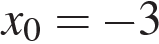 x₀ = −3